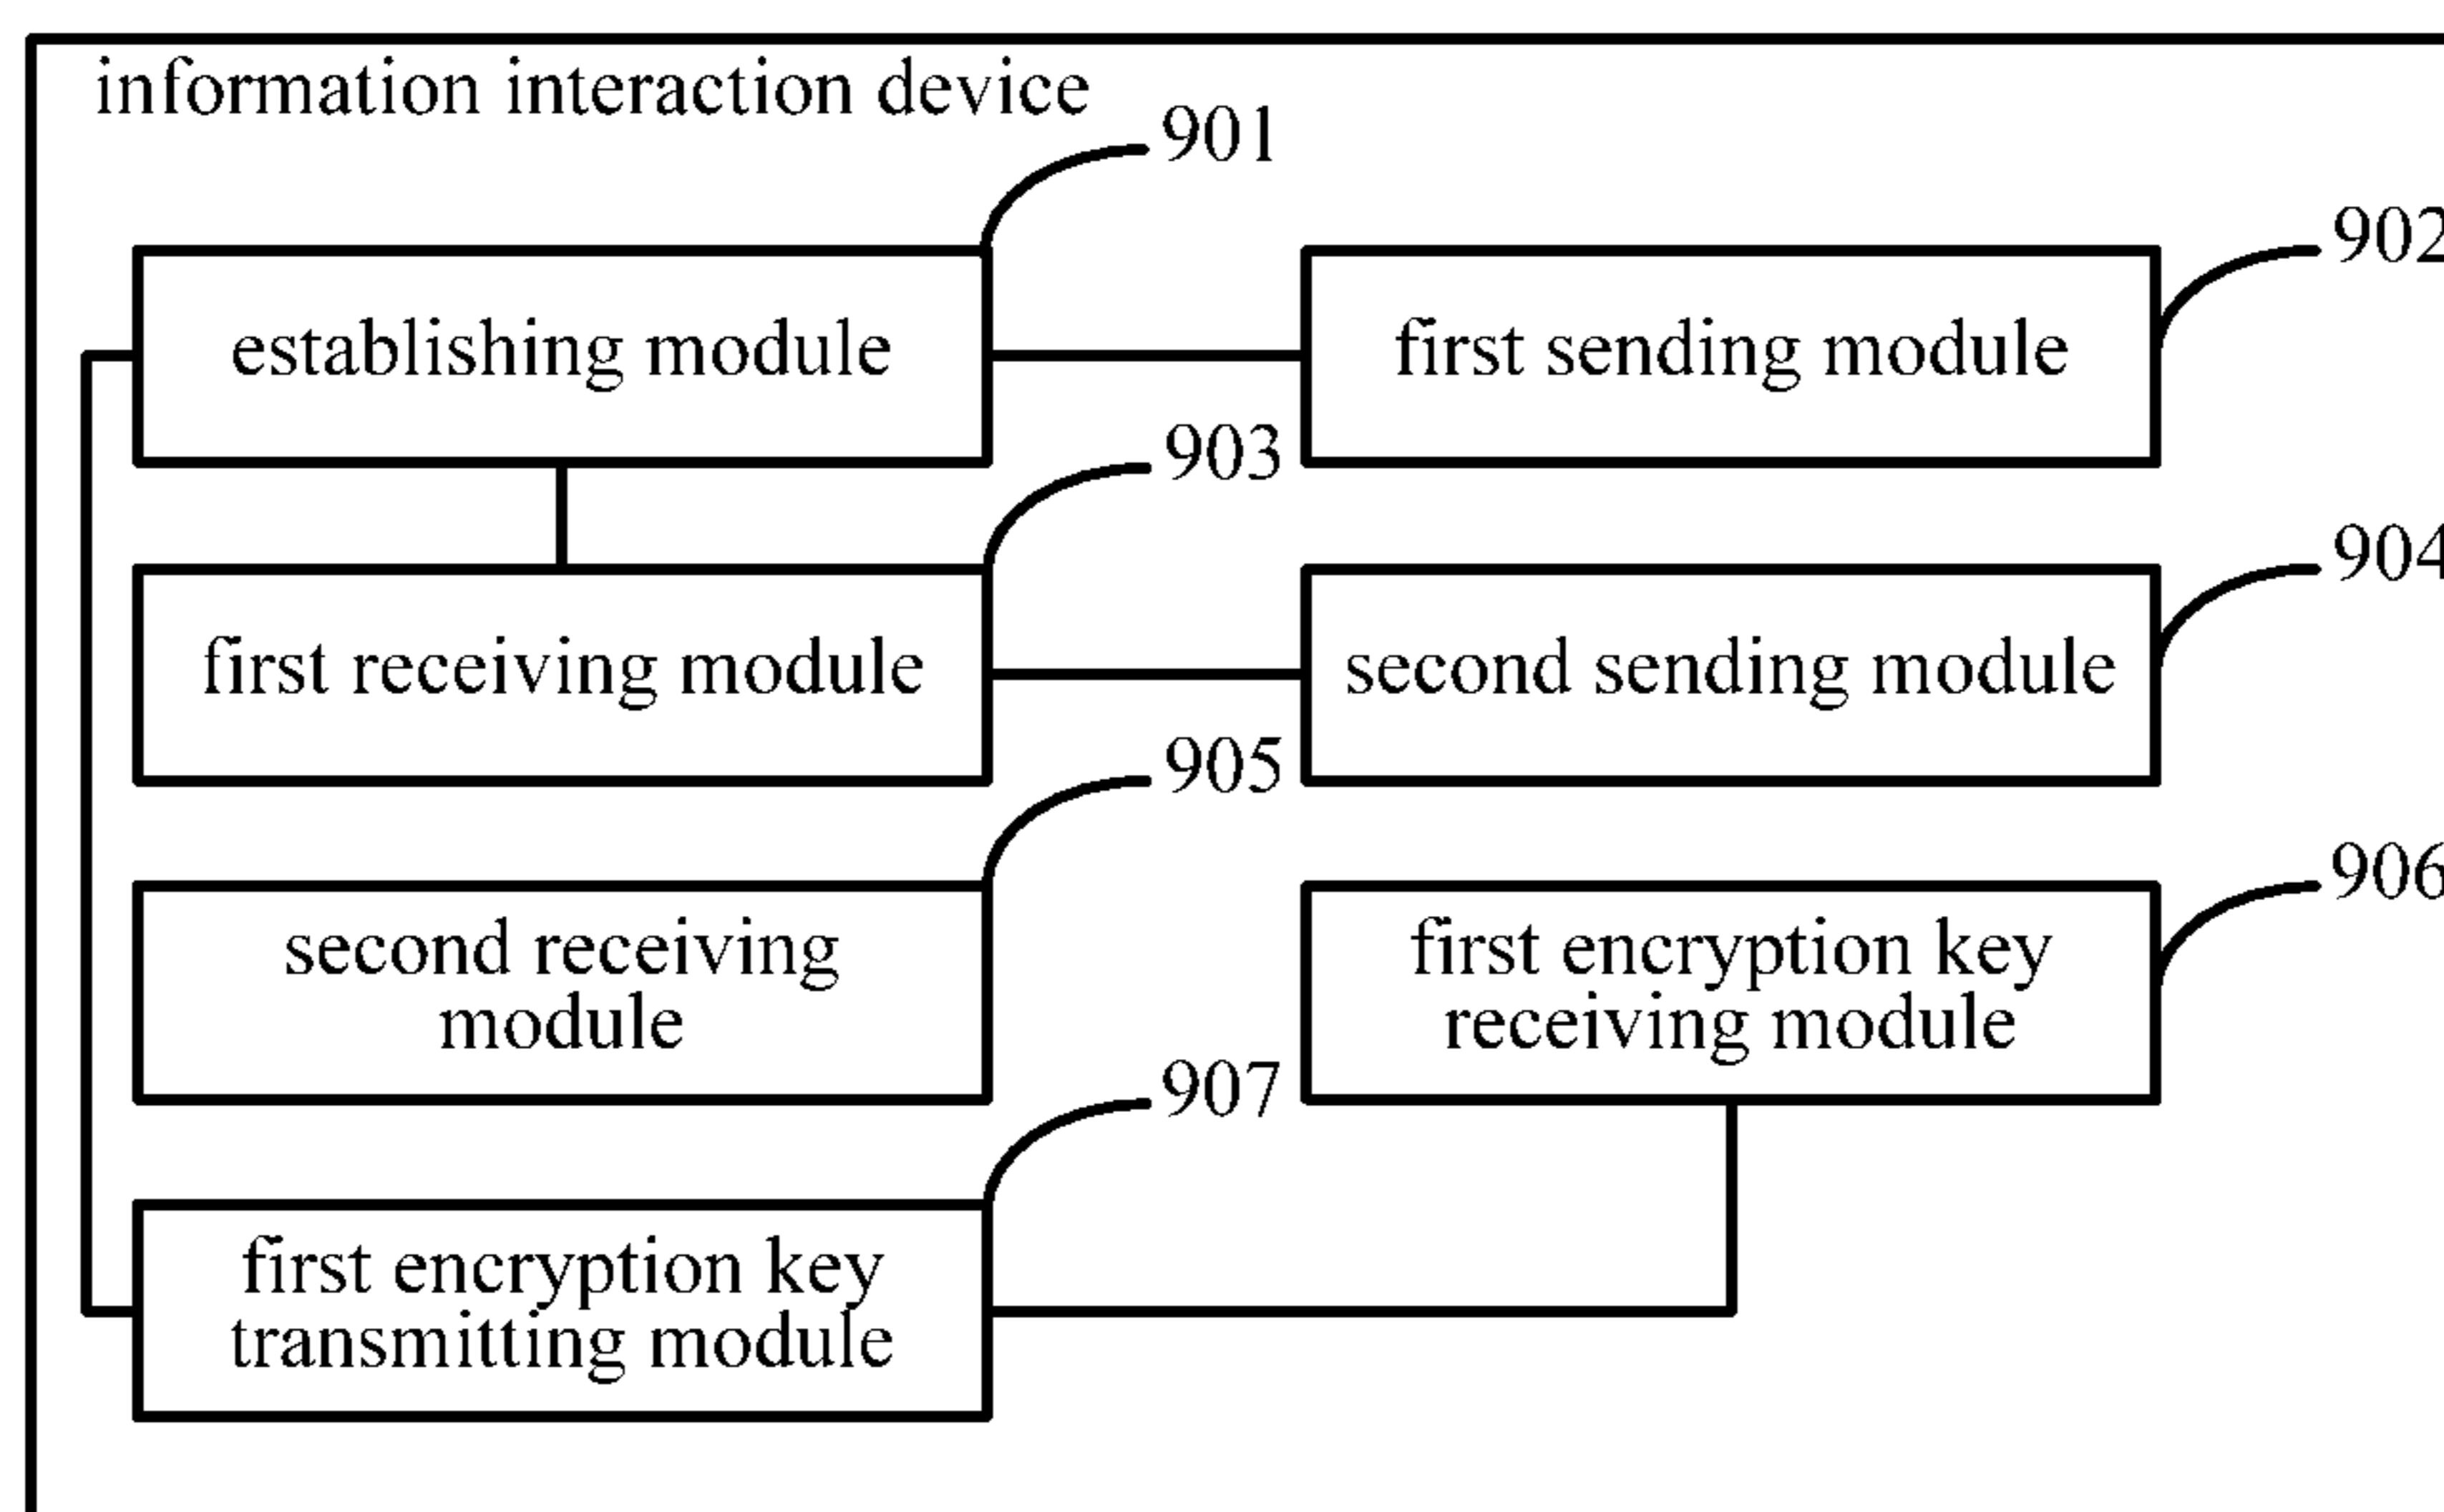 information interaction device
901
902
establishing module
first sending module
903
904
first receiving module
second sending module
905
906
second receiving
module
first encryption key
receiving module
907
first encryption key
transmitting module